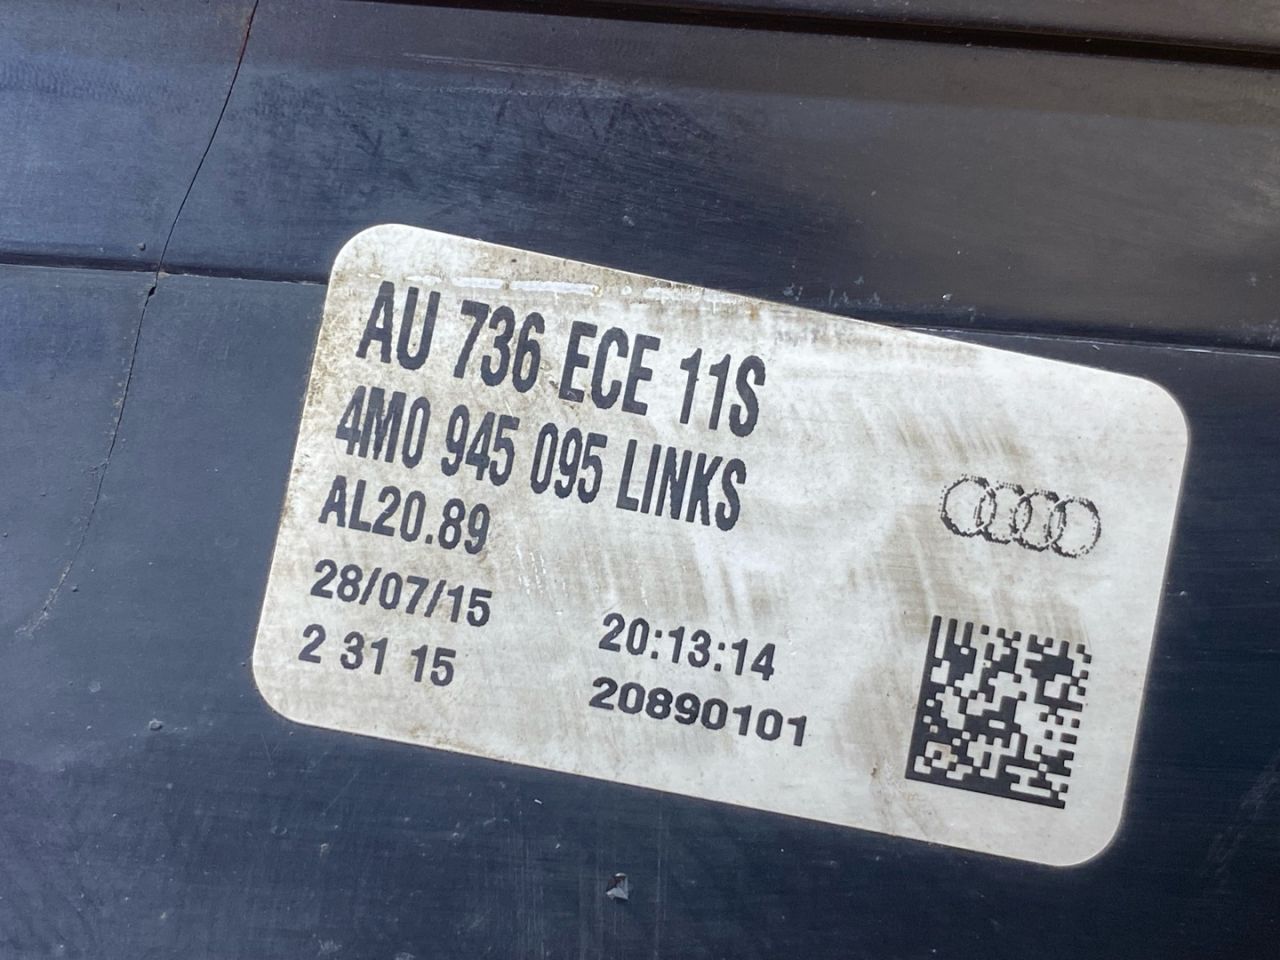 AU 736 ECE 11S
4M0 945 095 LINKS
AL20.89
28/07/15 20:13:14
2 31 15 20890101